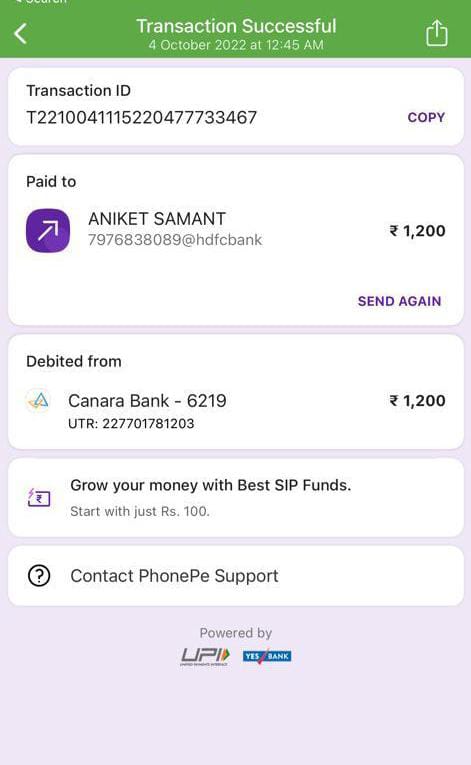 Search
Transaction Successful
4 October 2022 at 12:45 AM
Transaction ID
T2210041115220477733467
COPY
Paid to
ANIKET SAMANT
7976838089@hdfcbank
₹ 1,200
SEND AGAIN
Debited from
Canara Bank - 6219
₹ 1,200
UTR: 227701781203
Grow your money with Best SIP Funds.
Start with just Rs. 100.
Contact PhonePe Support
Powered by
UPI
UNIFIED PAYMENTS INTERFACE
YES BANK